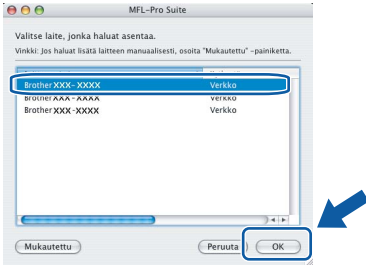 MFL-Pro Suite
Valitse laite, jonka haluat asentaa.
Vinkki: Jos haluat lisätä laitteen manuaalisesti, osoita "Mukautettu" -painiketta.
Brother XXX-XXXX Verkko
Brother XXX-XXXX Verkko
Brother XXX-XXXX Verkko
Mukautettu Peruuta OK